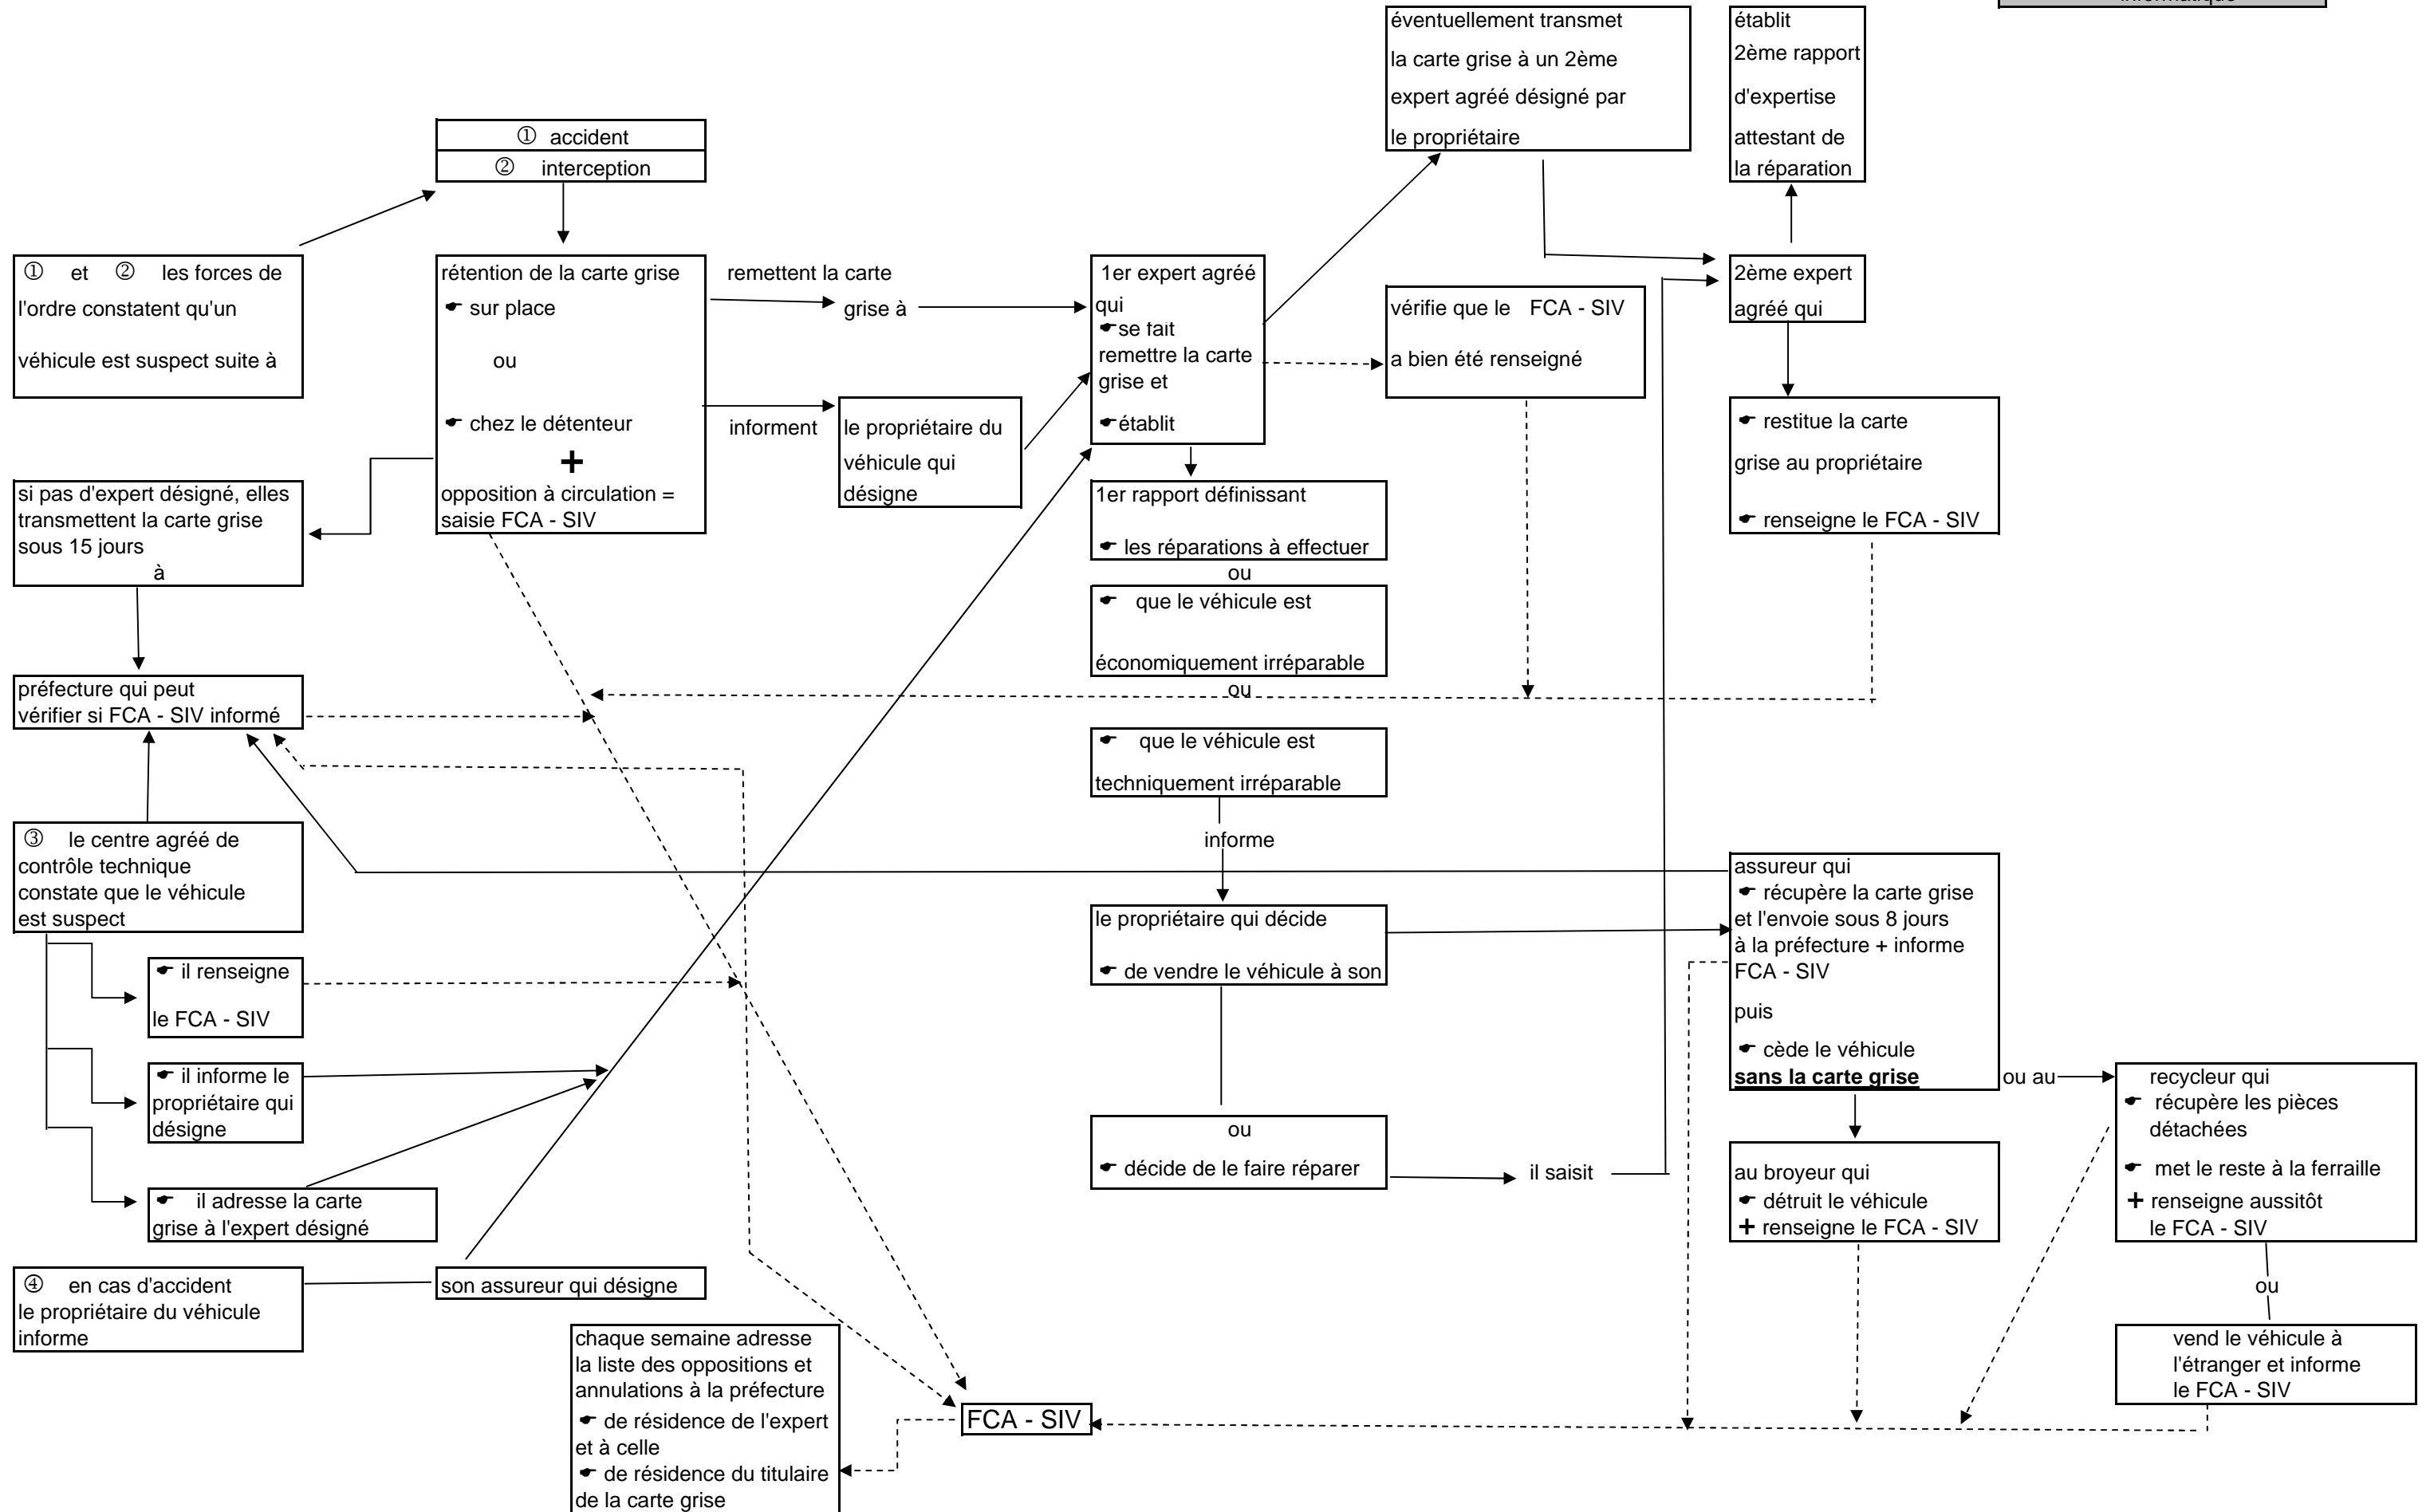 éventuellement transmet
la carte grise à un 2ème
expert agréé désigné par
le propriétaire
établit
2ème rapport
d'expertise
attestant de
la réparation
① accident
② interception
① et ② les forces de
l'ordre constatent qu'un
véhicule est suspect suite à
rétention de la carte grise
☛ sur place
ou
☛ chez le détenteur
+
opposition à circulation =
saisie FCA - SIV
remettent la carte
grise à
informent
le propriétaire du
véhicule qui
désigne
1er expert agréé
qui
☛se fait
remettre la carte
grise et
☛établit
vérifie que le FCA - SIV
a bien été renseigné
2ème expert
agréé qui
☛ restitue la carte
grise au propriétaire
☛ renseigne le FCA - SIV
si pas d'expert désigné, elles
transmettent la carte grise
sous 15 jours
à
1er rapport définissant
☛ les réparations à effectuer
ou
☛ que le véhicule est
économiquement irréparable
ou
☛ que le véhicule est
techniquement irréparable
informe
préfecture qui peut
vérifier si FCA - SIV informé
③ le centre agréé de
contrôle technique
constate que le véhicule
est suspect
☛ il renseigne
le FCA - SIV
☛ il informe le
propriétaire qui
désigne
☛ il adresse la carte
grise à l'expert désigné
④ en cas d'accident
le propriétaire du véhicule
informe
son assureur qui désigne
le propriétaire qui décide
☛ de vendre le véhicule à son
ou
☛ décide de le faire réparer
il saisit
assureur qui
☛ récupère la carte grise
et l'envoie sous 8 jours
à la préfecture + informe
FCA - SIV
puis
☛ cède le véhicule
sans la carte grise
ou au
au broyeur qui
☛ détruit le véhicule
+ renseigne le FCA - SIV
recycleur qui
☛ récupère les pièces
détachées
☛ met le reste à la ferraille
+ renseigne aussitôt
le FCA - SIV
ou
vend le véhicule à
l'étranger et informe
le FCA - SIV
chaque semaine adresse
la liste des oppositions et
annulations à la préfecture
☛ de résidence de l'expert
et à celle
☛ de résidence du titulaire
de la carte grise
FCA - SIV